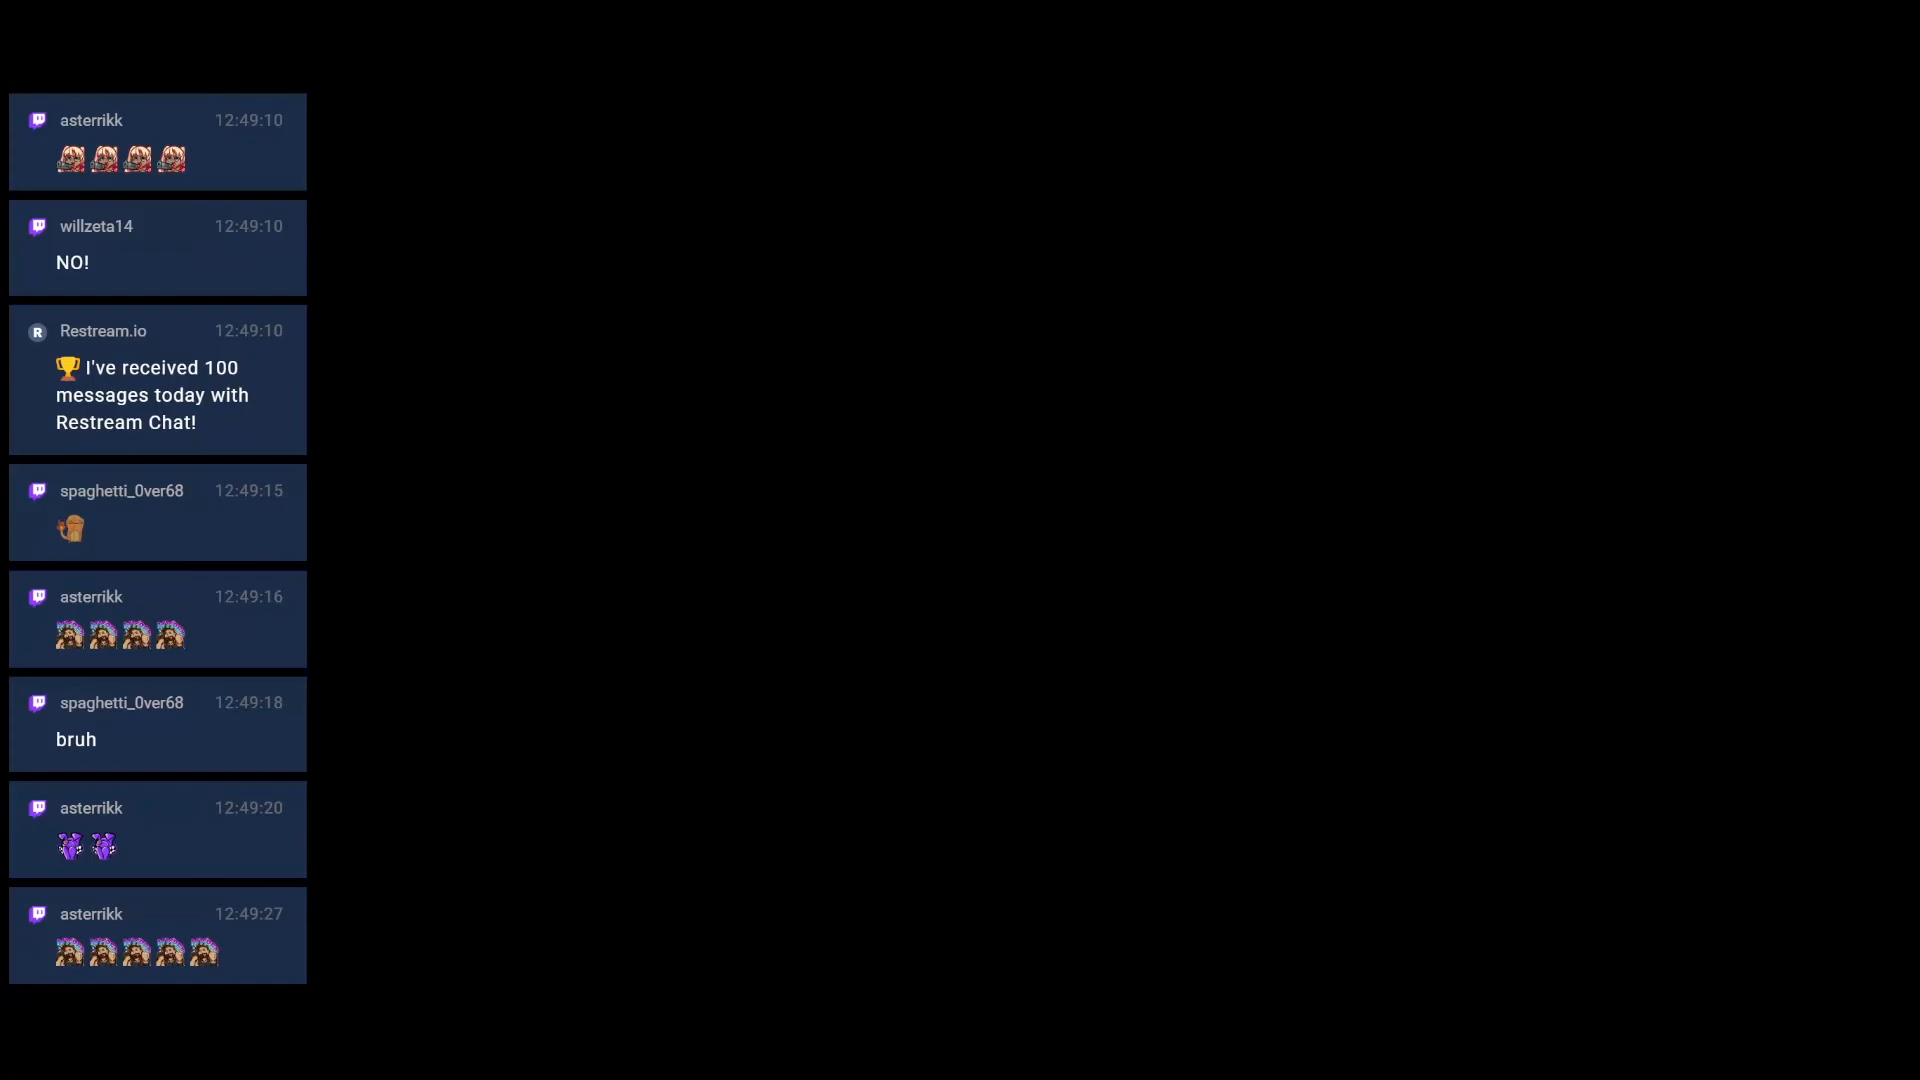 asterrikk 12:49:10
willzeta14 12:49:10
NO!
R Restream.io 12:49:10
🏆 I've received 100
messages today with
Restream Chat!
spaghetti_0ver68 12:49:15
asterrikk 12:49:16
spaghetti_0ver68 12:49:18
bruh
asterrikk 12:49:20
asterrikk 12:49:27